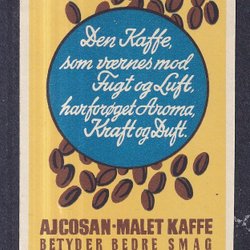 Den Kaffe,
som værnes mod
Fugt og Luft,
har forøget Aroma,
Kraft og Duft.
AJCOSAN-MALET KAFFE
BETYDER BEDRE SMAG